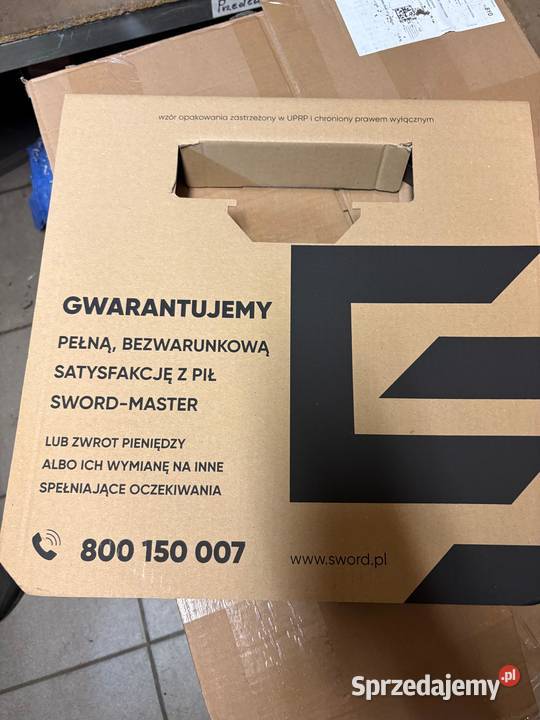 wzór opakowania zastrzeżony w UPRP i chroniony prawem wyłącznym
GWARANTUJEMY
PEŁNĄ, BEZWARUNKOWĄ
SATYSFAKCJĘ Z PIŁ
SWORD-MASTER
LUB ZWROT PIENIĘDZY
ALBO ICH WYMIANĘ NA INNE
SPEŁNIAJĄCE OCZEKIWANIA
800 150 007
www.sword.pl
Sprzedajemy.pl